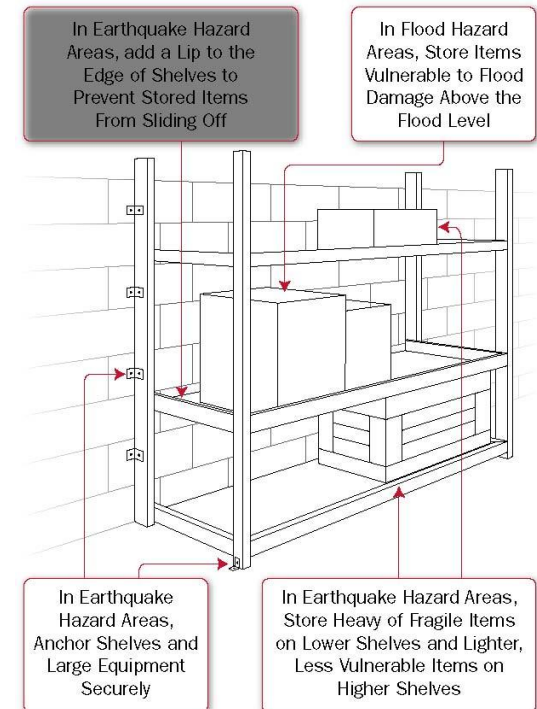 In Earthquake Hazard
Areas, add a Lip to the
Edge of Shelves to
Prevent Stored Items
From Sliding Off
In Flood Hazard
Areas, Store Items
Vulnerable to Flood
Damage Above the
Flood Level
In Earthquake
Hazard Areas,
Anchor Shelves and
Large Equipment
Securely
In Earthquake Hazard Areas,
Store Heavy of Fragile Items
on Lower Shelves and Lighter,
Less Vulnerable Items on
Higher Shelves